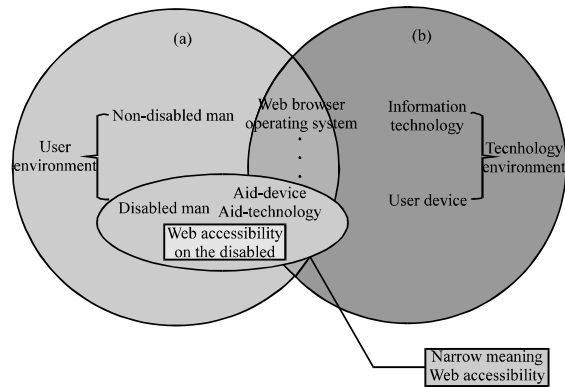 (a)
(b)
Non-disabled man
User
environment
Web browser
operating system
Information
technology
Tecnhology
environment
User device
Disabled man
Aid-device
Aid-technology
Web accessibility
on the disabled
Narrow meaning
Web accessibility